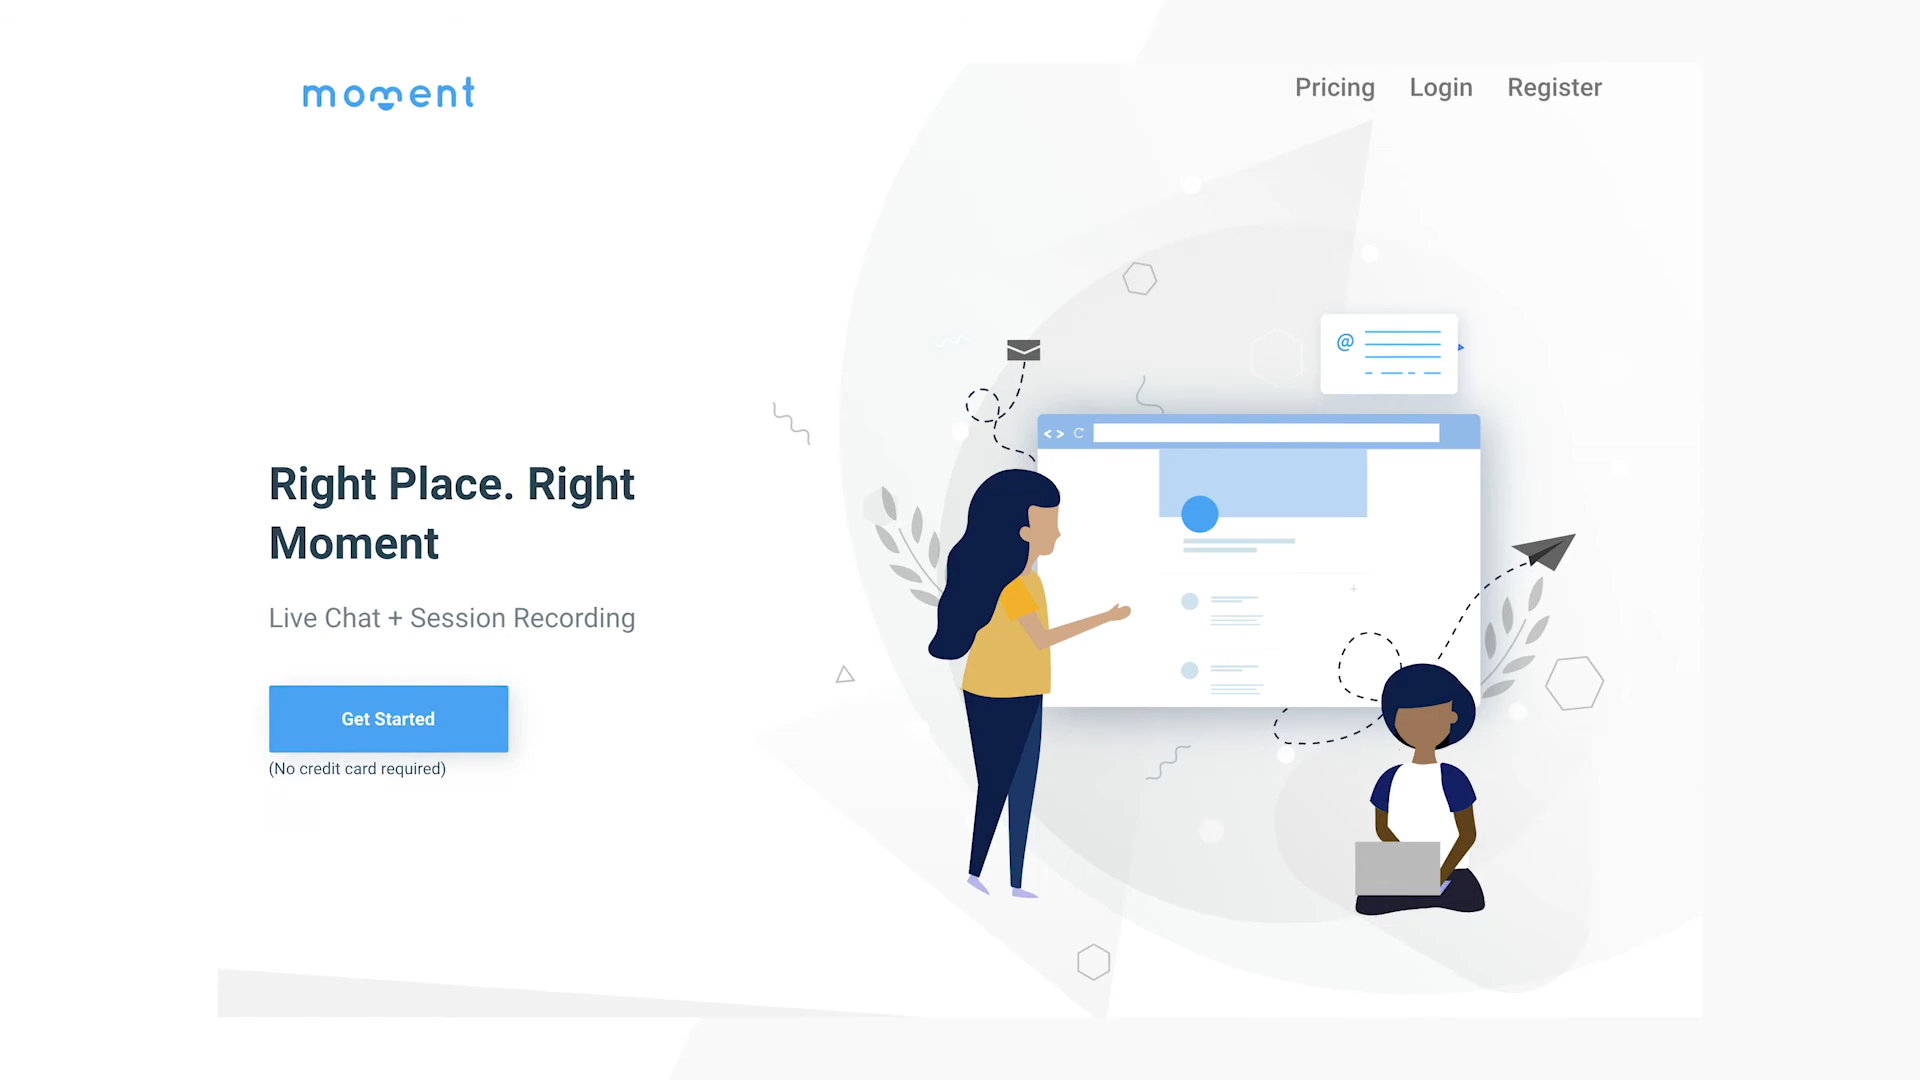 moment
Pricing Login Register
Right Place. Right
Moment
Live Chat + Session Recording
Get Started
(No credit card required)
@
< >